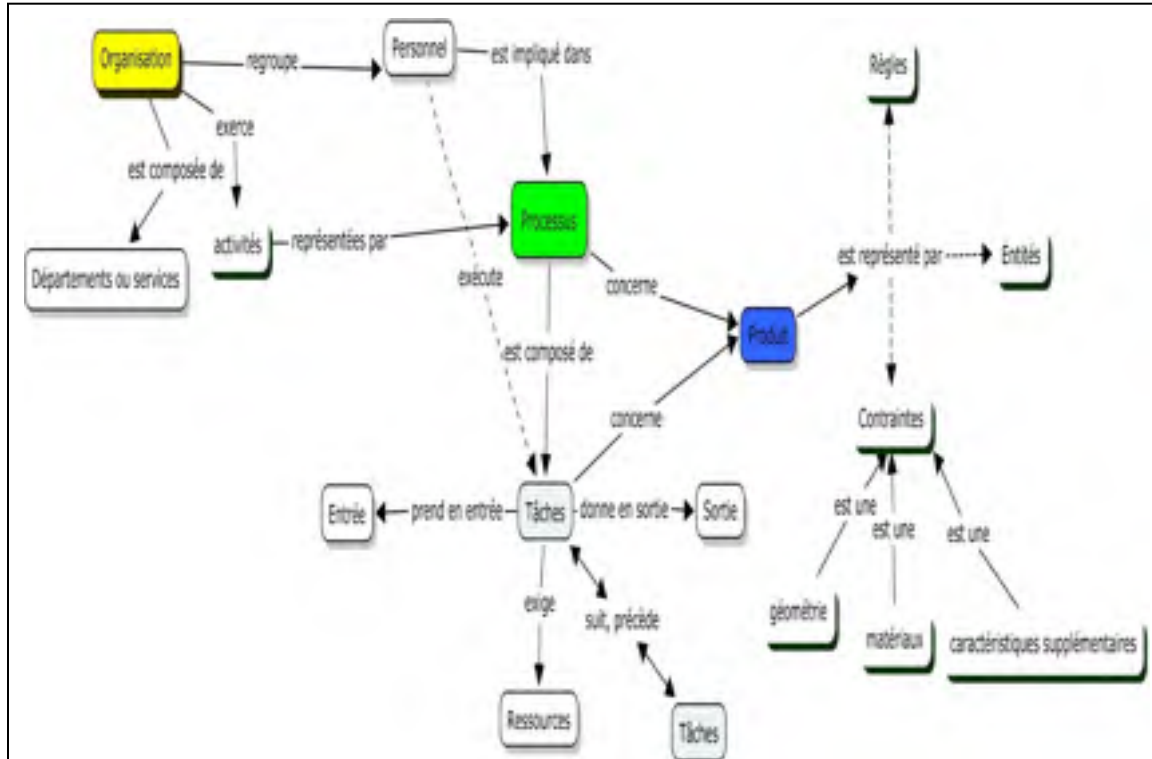 Organisation
regroupe
Personnel
est impliqué dans
Règles
exerce
est composée de
Départements ou services
activités
représentées par
Processus
exécute
concerne
est représenté par
Entités
Produit
est composé de
concerne
Contraintes
Entrée
prend en entrée
Tâches
donne en sortie
Sortie
est une
est une
est une
exige
suit, précède
géométrie
matériaux
caractéristiques supplémentaires
Ressources
Tâches